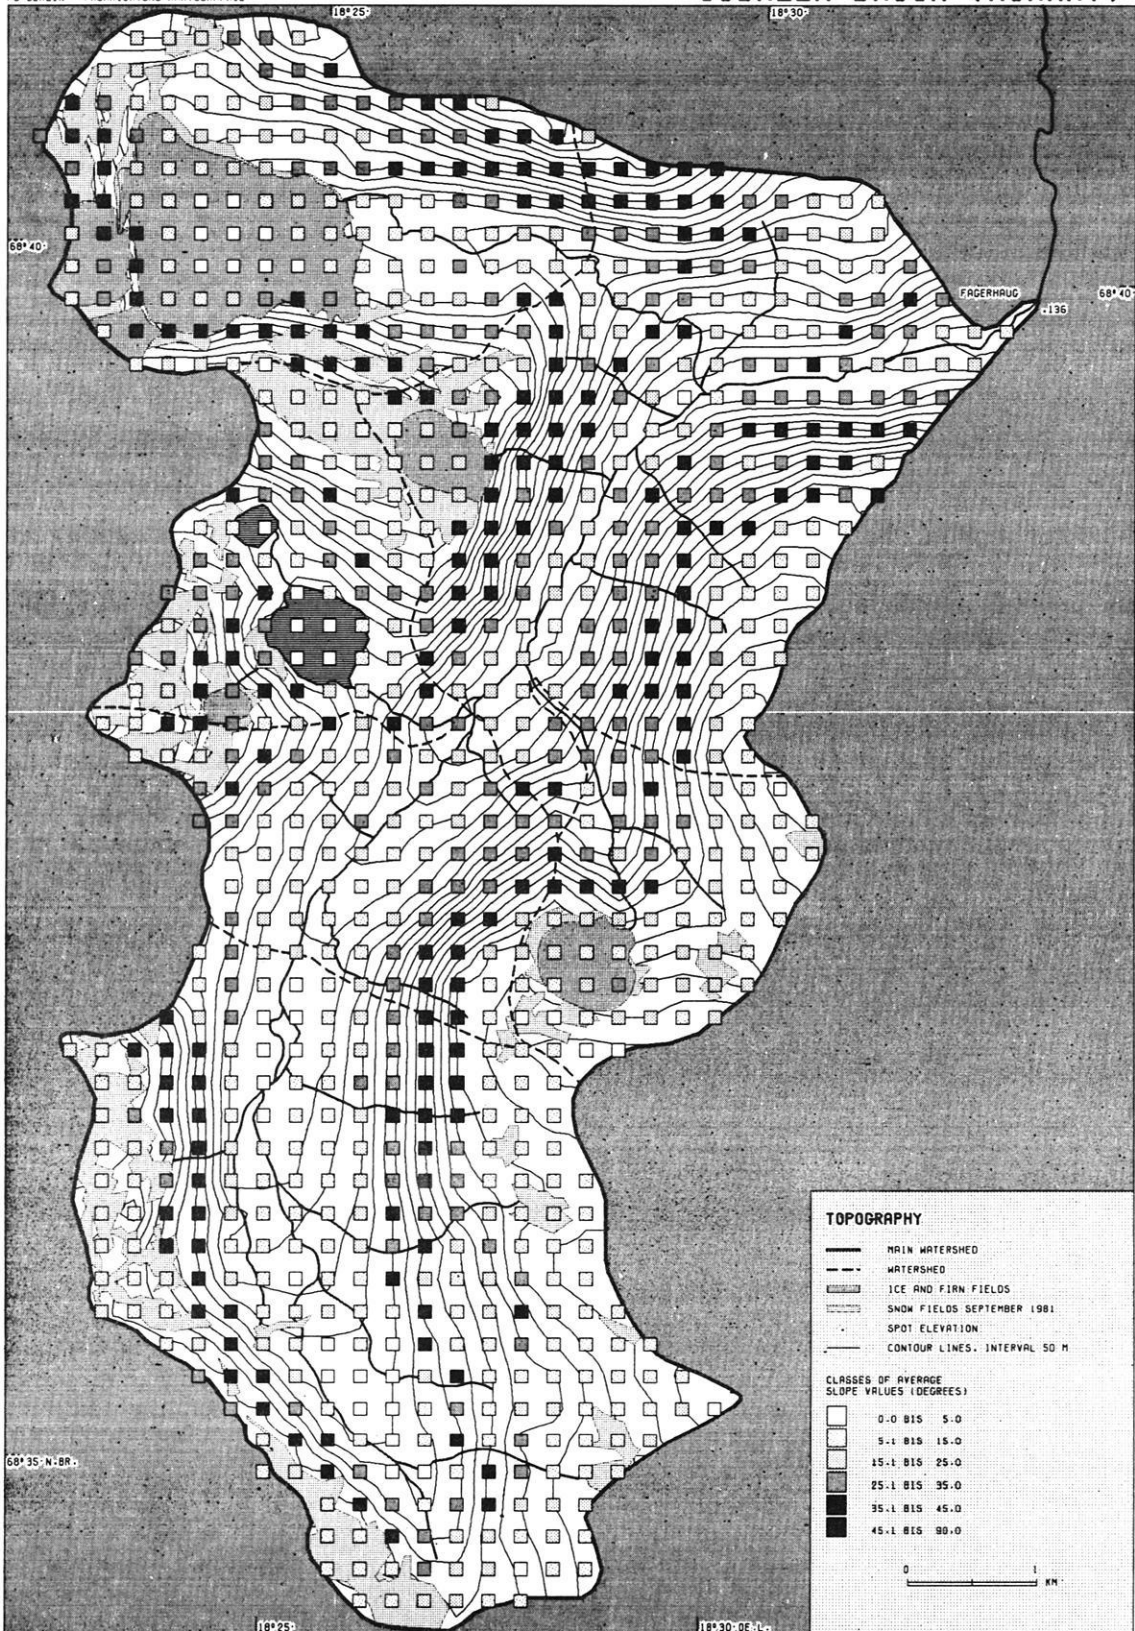 18°25'
18°30'
68°40'
FAGERHAUG
.136
68°40'
TOPOGRAPHY
MAIN WATERSHED
WATERSHED
ICE AND FIRN FIELDS
SNOW FIELDS SEPTEMBER 1981
SPOT ELEVATION
CONTOUR LINES. INTERVAL 50 M
CLASSES OF AVERAGE
SLOPE VALUES (DEGREES)
0.0 BIS 5.0
5.1 BIS 15.0
15.1 BIS 25.0
25.1 BIS 35.0
35.1 BIS 45.0
45.1 BIS 90.0
0 1
KM
68°35'N.BR.
18°25'
18°30'OE.L.